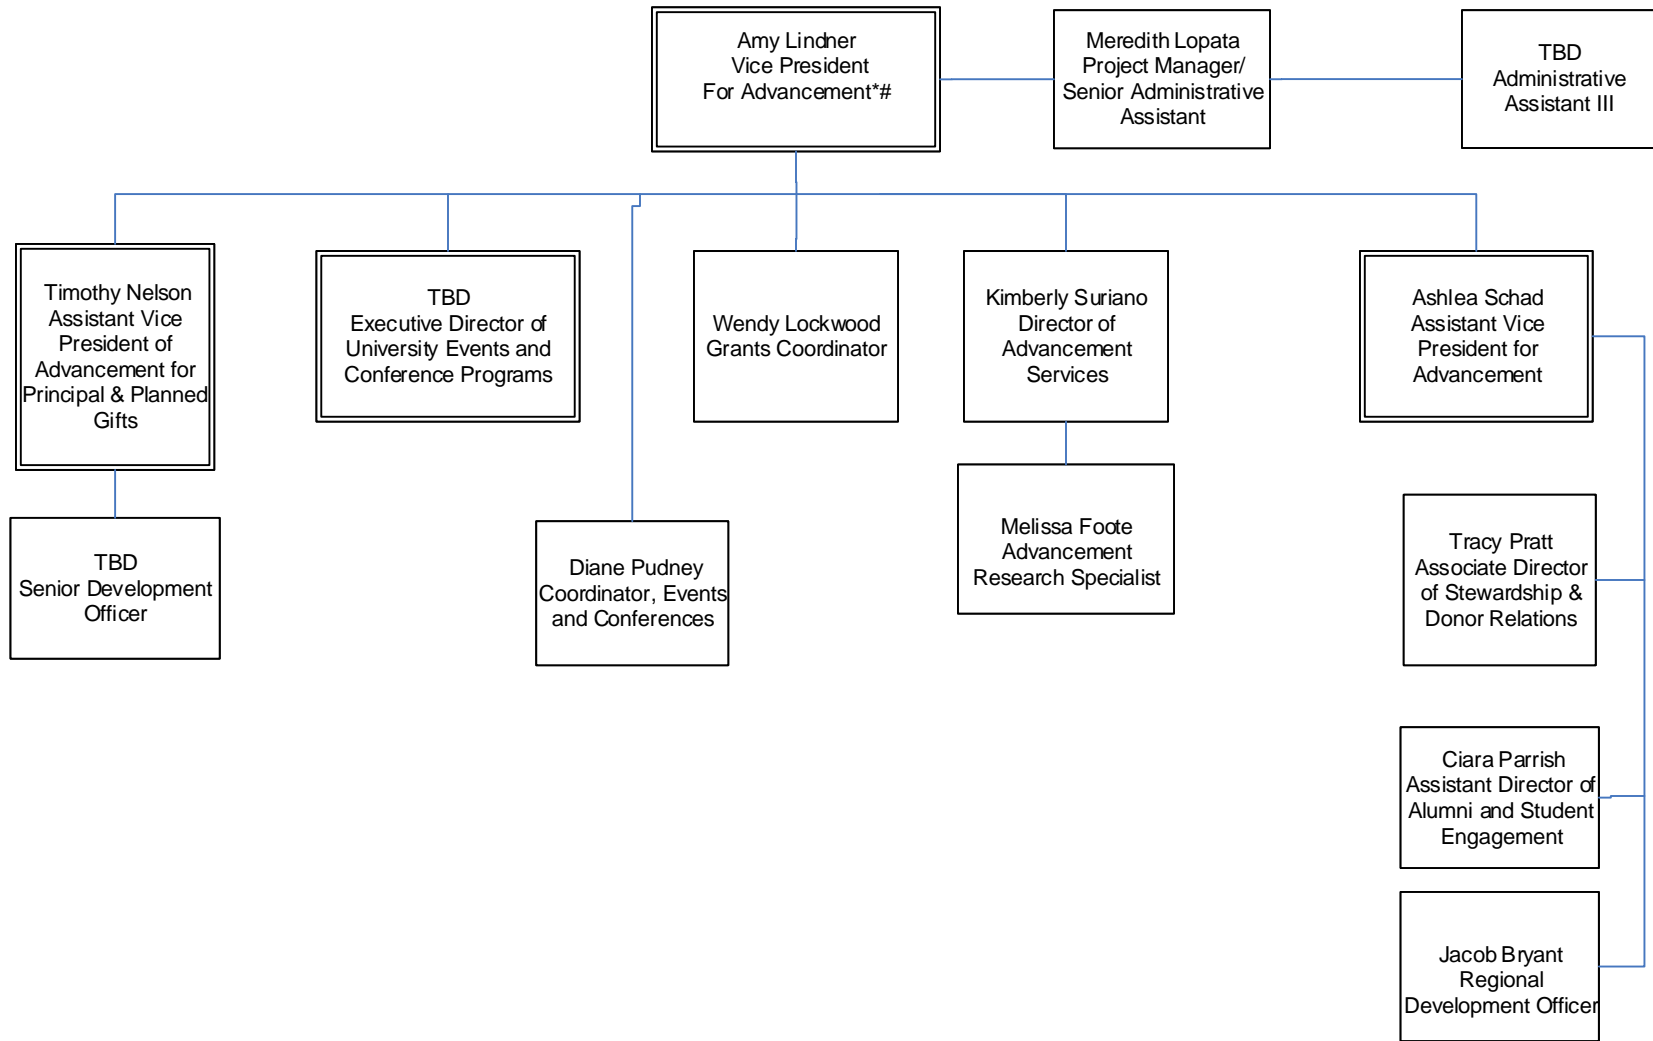 Amy Lindner
Vice President
For Advancement*#
Meredith Lopata
Project Manager/
Senior Administrative
Assistant
TBD
Administrative
Assistant III
Timothy Nelson
Assistant Vice
President of
Advancement for
Principal & Planned
Gifts
TBD
Executive Director of
University Events and
Conference Programs
Wendy Lockwood
Grants Coordinator
Kimberly Suriano
Director of
Advancement
Services
Ashlea Schad
Assistant Vice
President for
Advancement
TBD
Senior Development
Officer
Diane Pudney
Coordinator, Events
and Conferences
Melissa Foote
Advancement
Research Specialist
Tracy Pratt
Associate Director
of Stewardship &
Donor Relations
Ciara Parrish
Assistant Director of
Alumni and Student
Engagement
Jacob Bryant
Regional
Development Officer